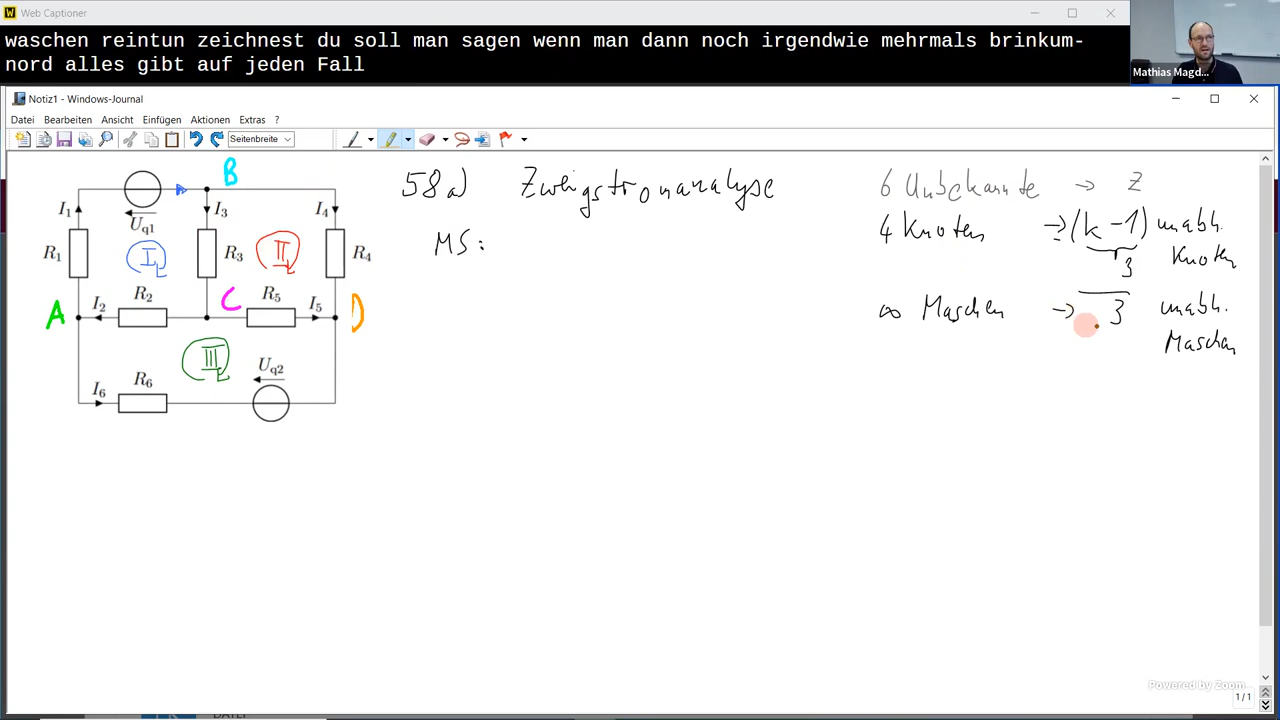 Web Captioner
waschen reintun zeichnest du soll man sagen wenn man dann noch irgendwie mehrmals brinkum-
nord alles gibt auf jeden Fall
Mathias Magd...
Notiz1 - Windows-Journal
Datei Bearbeiten Ansicht Einfügen Aktionen Extras ?
Seitenbreite
58a) Zweigstromanalyse
MS:
6 Unbekannte → z
4 Knoten → (k-1) unabh. Knoten
3
∞ Maschen → 3 unabh. Maschen
B
I1 Uq1 I3 I4
R1 I R3 II R4
A I2 R2 C R5 I5 D
III
I6 R6 Uq2
Powered by Zoom
1/1